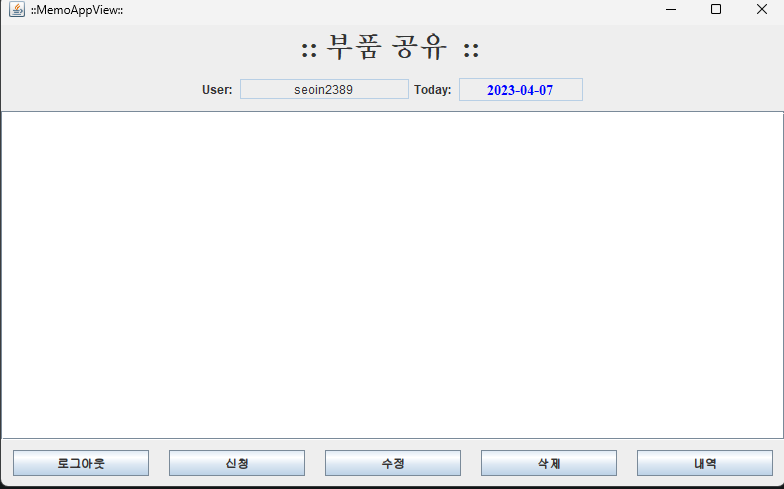 ::MemoAppView::
:: 부품 공유 ::
User: seoin2389 Today: 2023-04-07
로그아웃 신청 수정 삭제 내역